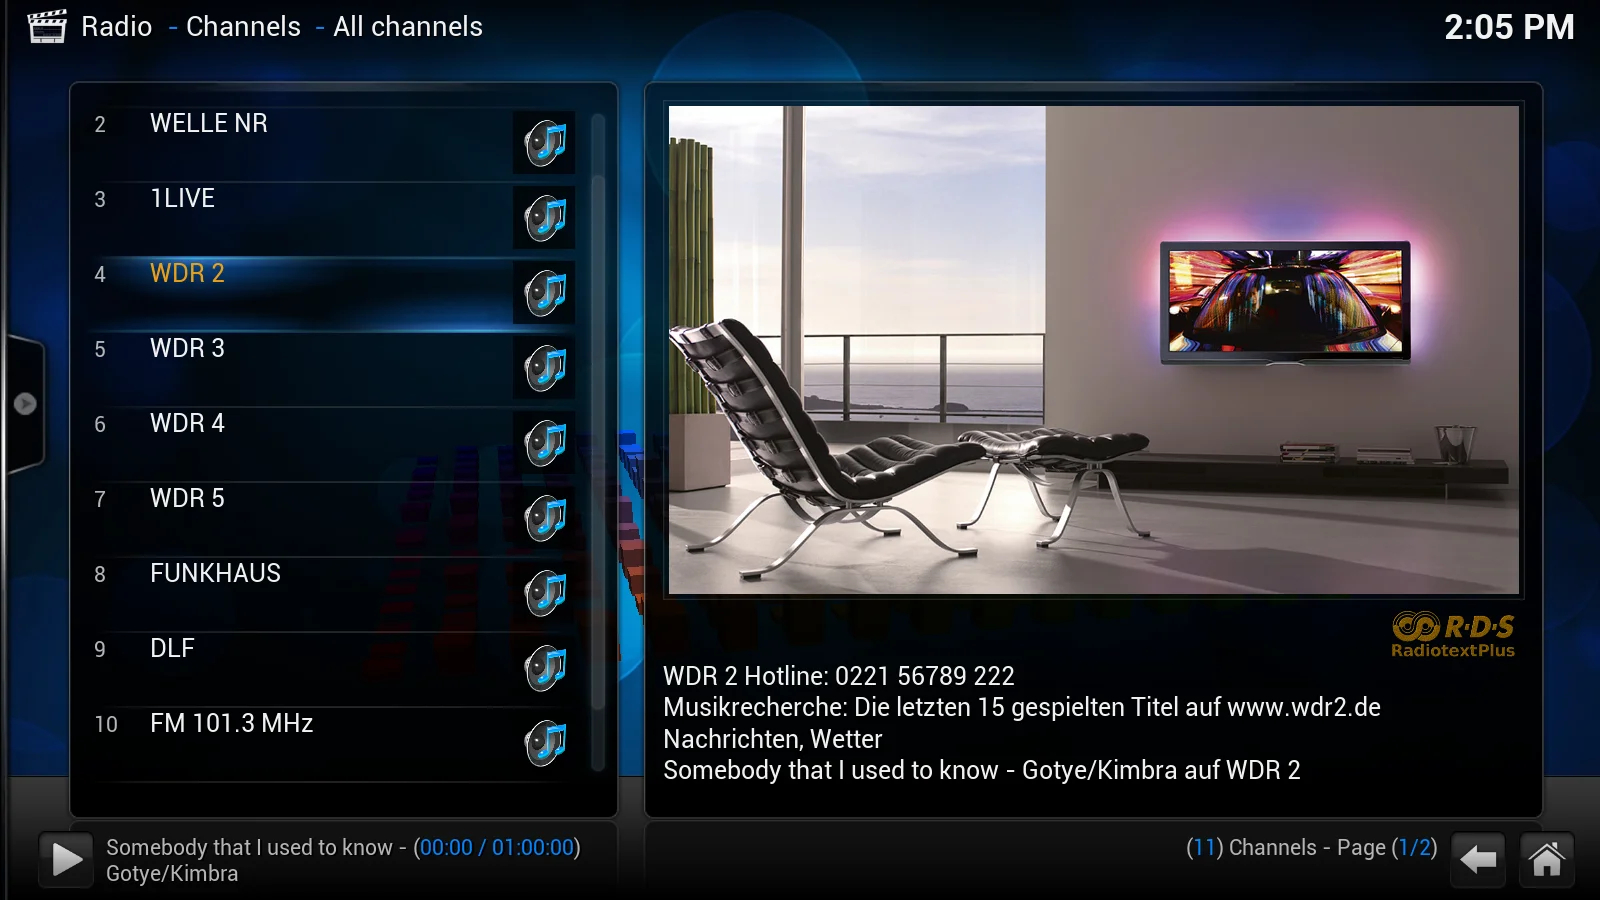 Radio - Channels - All channels
2:05 PM
2 WELLE NR
3 1LIVE
4 WDR 2
5 WDR 3
6 WDR 4
7 WDR 5
8 FUNKHAUS
9 DLF
10 FM 101.3 MHz
R·D·S
RadiotextPlus
WDR 2 Hotline: 0221 56789 222
Musikrecherche: Die letzten 15 gespielten Titel auf www.wdr2.de
Nachrichten, Wetter
Somebody that I used to know - Gotye/Kimbra auf WDR 2
Somebody that I used to know - (00:00 / 01:00:00)
Gotye/Kimbra
(11) Channels - Page (1/2)